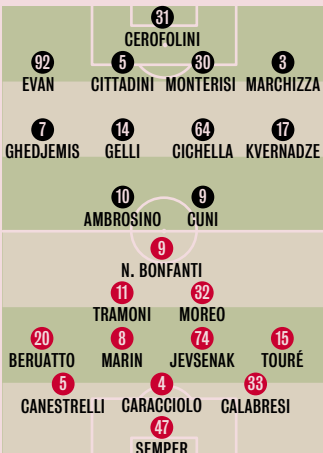 31
CEROFOLINI
92 5 30 3
EVAN CITTADINI MONTERISI MARCHIZZA
7 14 64 17
GHEDJEMIS GELLI CICHELLA KVERNADZE
10 9
AMBROSINO CUNI
9
N. BONFANTI
11 32
TRAMONI MOREO
20 8 74 15
BERUATTO MARIN JEVSENAK TOURÉ
5 4 33
CANESTRELLI CARACCIOLO CALABRESI
47
SEMPER